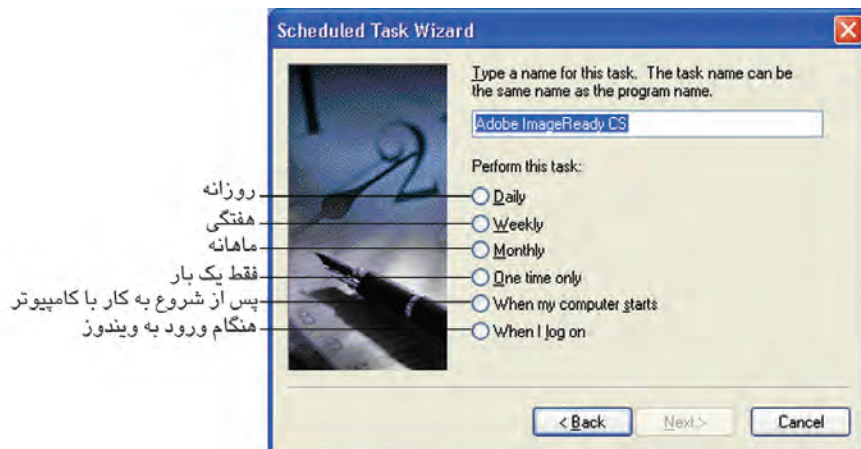 Scheduled Task Wizard
Type a name for this task. The task name can be
the same name as the program name.
Adobe ImageReady CS
Perform this task:
روزانه
Daily
هفتگی
Weekly
ماهانه
Monthly
فقط یک بار
One time only
پس از شروع به کار با کامپیوتر
When my computer starts
هنگام ورود به ویندوز
When I log on
< Back
Next >
Cancel